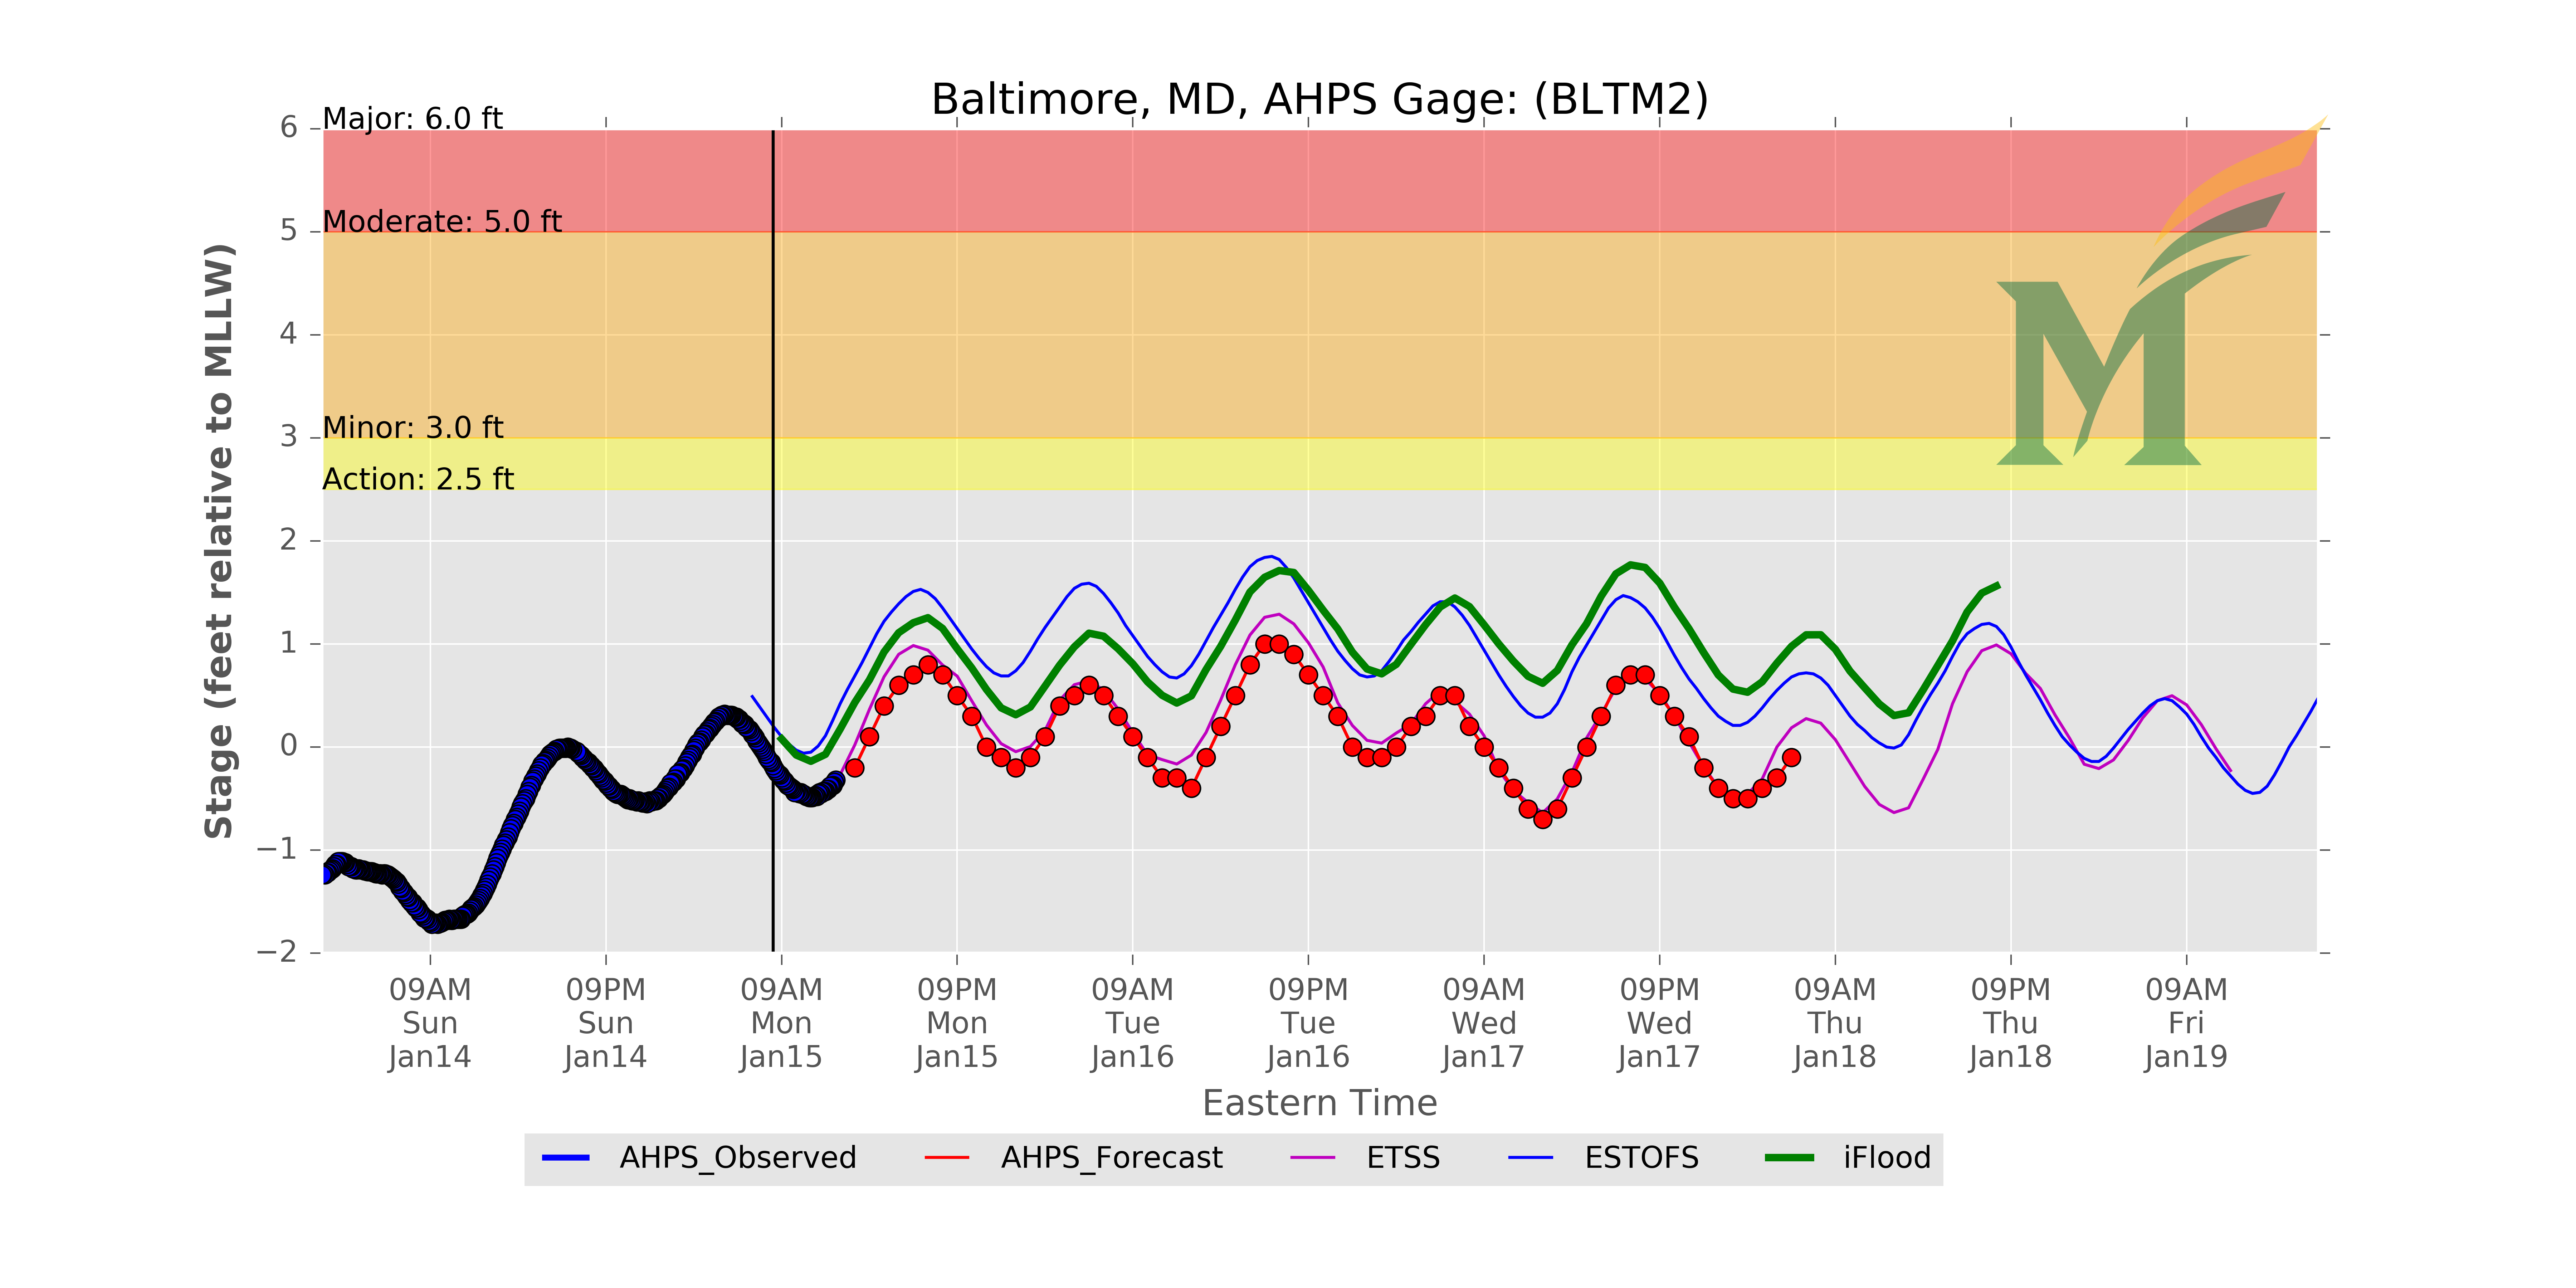 Baltimore, MD, AHPS Gage: (BLTM2)
Major: 6.0 ft
Moderate: 5.0 ft
Minor: 3.0 ft
Action: 2.5 ft
6
5
4
3
2
1
0
−1
−2
Stage (feet relative to MLLW)
M
09AM Sun Jan14
09PM Sun Jan14
09AM Mon Jan15
09PM Mon Jan15
09AM Tue Jan16
09PM Tue Jan16
09AM Wed Jan17
09PM Wed Jan17
09AM Thu Jan18
09PM Thu Jan18
09AM Fri Jan19
Eastern Time
AHPS_Observed AHPS_Forecast ETSS ESTOFS iFlood